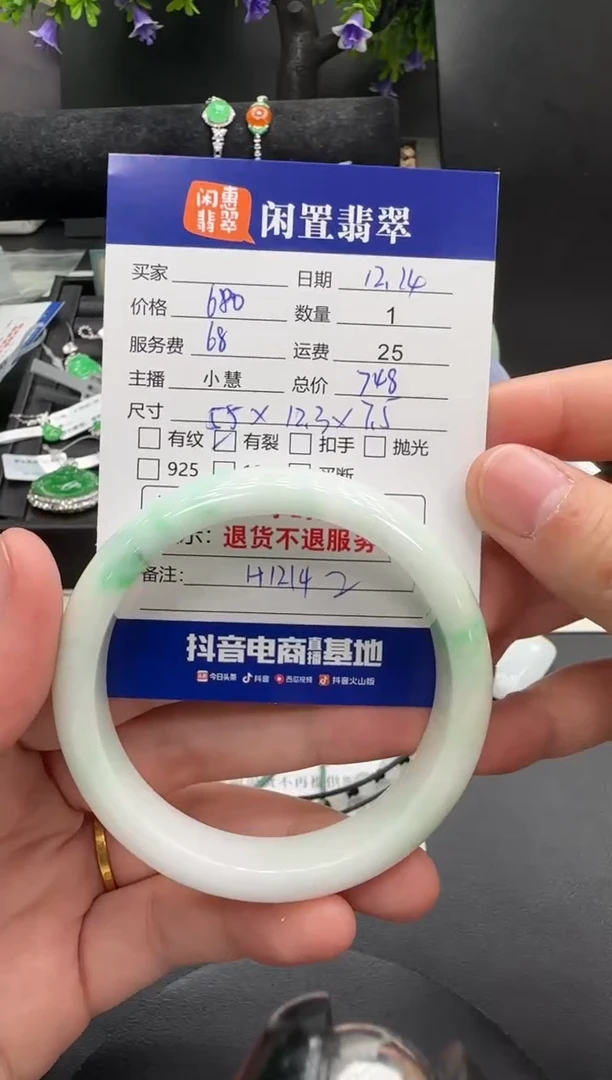 闲惠
翡翠
闲置翡翠
买家 日期 12.14
价格 680 数量 1
服务费 68 运费 25
主播 小慧 总价 748
尺寸 55×12.3×7.5
有纹 有裂 扣手 抛光
925
示: 退货不退服务
备注: H1214 2
抖音电商直播基地
今日头条 抖音 西瓜视频 抖音火山版